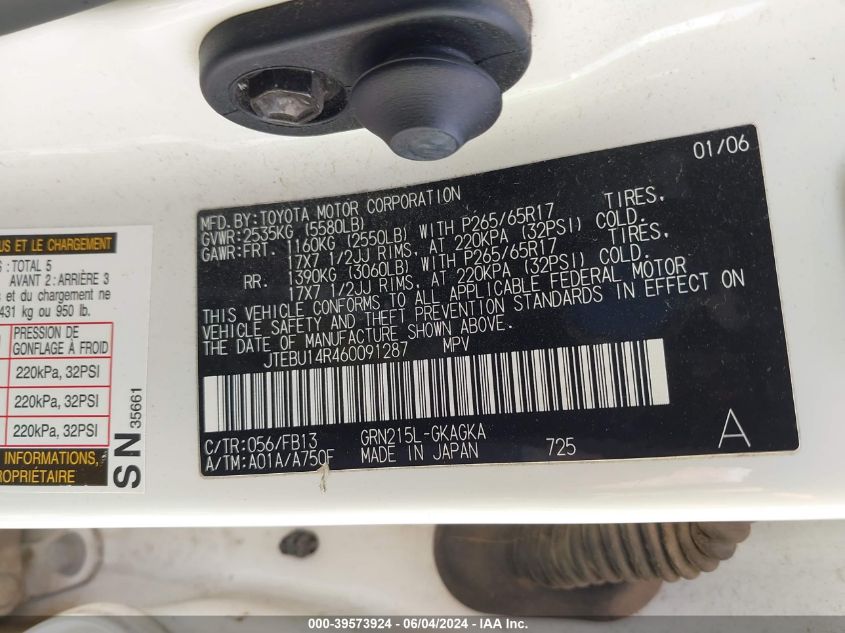 01/06
MFD. BY: TOYOTA MOTOR CORPORATION
GVWR: 2535KG (5580LB)
GAWR: FRT. 1160KG (2550LB) WITH P265/65R17 TIRES,
17X7 1/2JJ RIMS, AT 220KPA (32PSI) COLD.
RR. 1390KG (3060LB) WITH P265/65R17 TIRES,
17X7 1/2JJ RIMS, AT 220KPA (32PSI) COLD.
THIS VEHICLE CONFORMS TO ALL APPLICABLE FEDERAL MOTOR
VEHICLE SAFETY AND THEFT PREVENTION STANDARDS IN EFFECT ON
THE DATE OF MANUFACTURE SHOWN ABOVE.
JTEBU14R460091287 MPV
C/TR: 056/FB13 GRN215L-GKAGKA
A/TM: A01A/A750F MADE IN JAPAN 725 A
US ET LE CHARGEMENT
: TOTAL 5
AVANT 2: ARRIÈRE 3
s et du chargement ne
431 kg ou 950 lb.
PRESSION DE
GONFLAGE À FROID
220kPa, 32PSI
220kPa, 32PSI
220kPa, 32PSI
INFORMATIONS,
ROPRIÉTAIRE
SN 35661
000-39573924 - 06/04/2024 - IAA Inc.